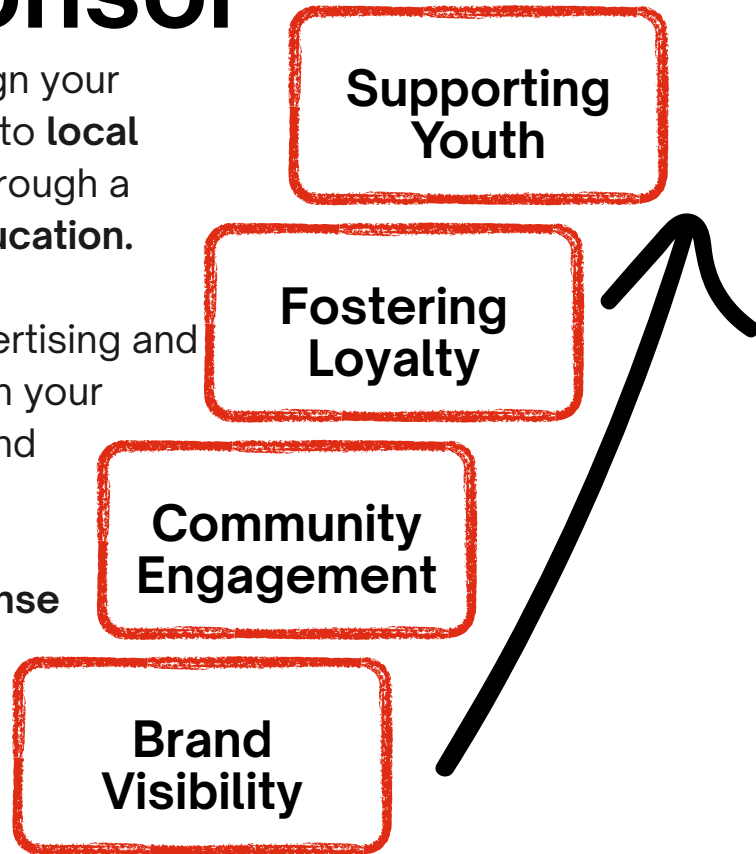 gn your
to local
rough a
ucation.
ertising and
n your
nd
nse
Supporting
Youth
Fostering
Loyalty
Community
Engagement
Brand
Visibility